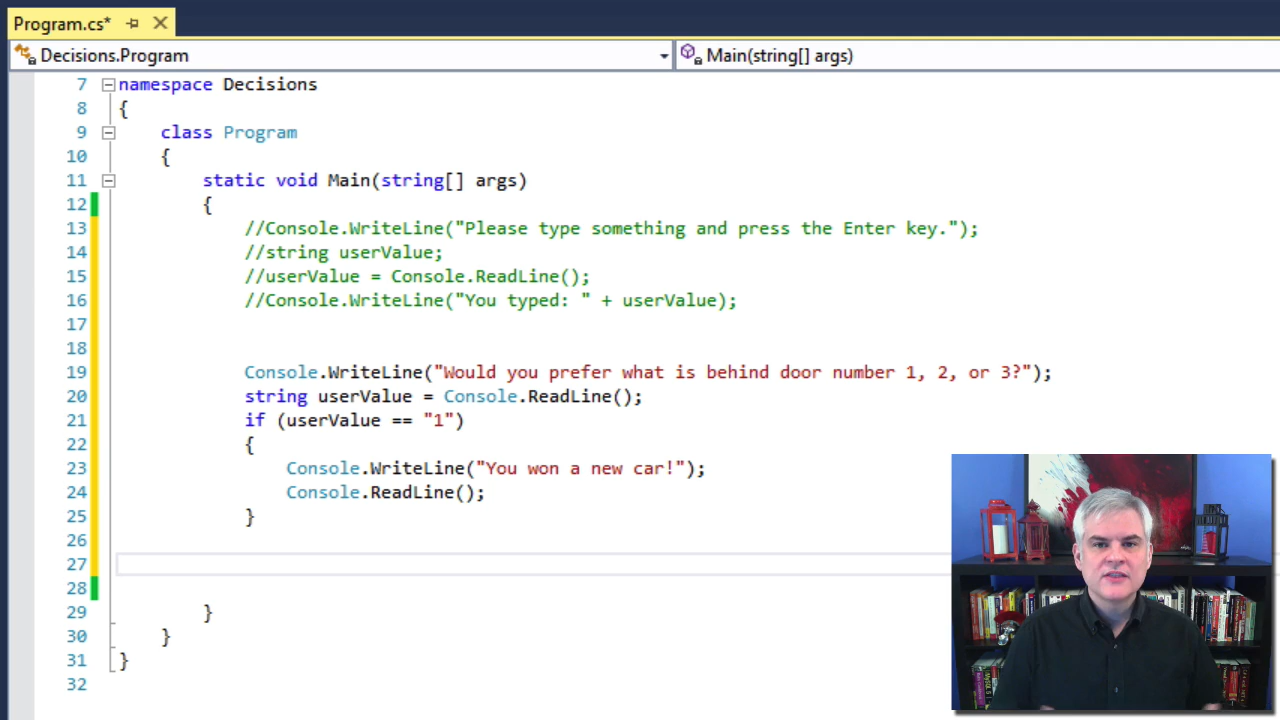 Program.cs*
Decisions.Program
Main(string[] args)
7 namespace Decisions
8 {
9 class Program
10 {
11 static void Main(string[] args)
12 {
13 //Console.WriteLine("Please type something and press the Enter key.");
14 //string userValue;
15 //userValue = Console.ReadLine();
16 //Console.WriteLine("You typed: " + userValue);
17
18
19 Console.WriteLine("Would you prefer what is behind door number 1, 2, or 3?");
20 string userValue = Console.ReadLine();
21 if (userValue == "1")
22 {
23 Console.WriteLine("You won a new car!");
24 Console.ReadLine();
25 }
26
27
28
29 }
30 }
31 }
32